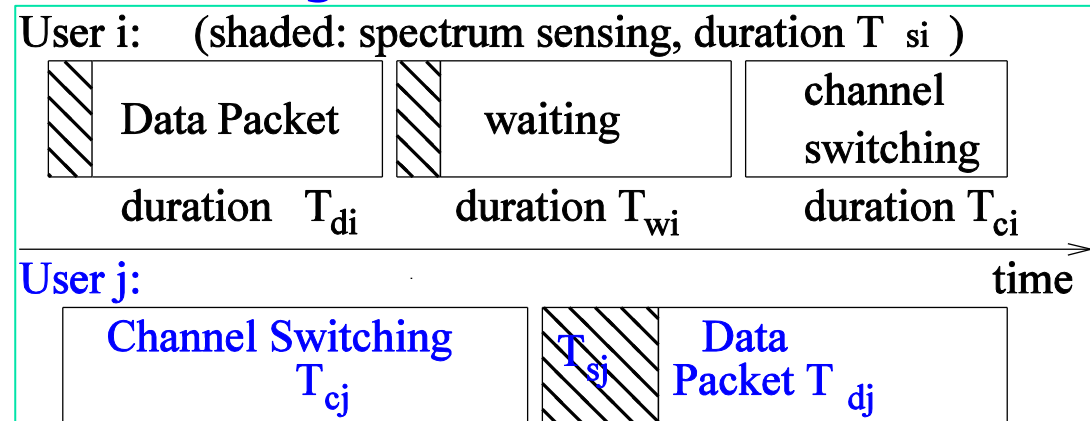 User i: (shaded: spectrum sensing, duration T si )
Data Packet waiting channel switching
duration T di duration T wi duration T ci
User j: time
Channel Switching T cj T sj Data Packet T dj